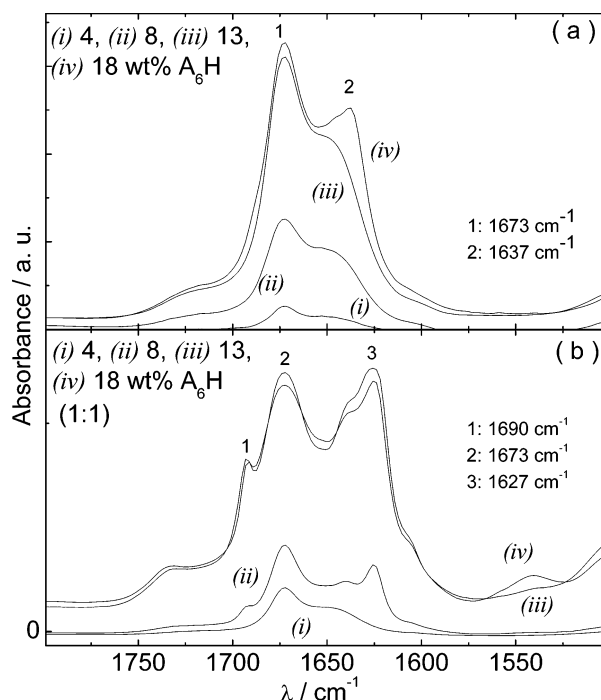 (i) 4, (ii) 8, (iii) 13,
(iv) 18 wt% A₆H
(a)
1
2
(iv)
(iii)
(ii)
(i)
1: 1673 cm⁻¹
2: 1637 cm⁻¹
Absorbance / a. u.
(i) 4, (ii) 8, (iii) 13,
(iv) 18 wt% A₆H
(1:1)
(b)
1
2
3
1: 1690 cm⁻¹
2: 1673 cm⁻¹
3: 1627 cm⁻¹
(iv)
(iii)
(ii)
(i)
0
1750 1700 1650 1600 1550
λ / cm⁻¹